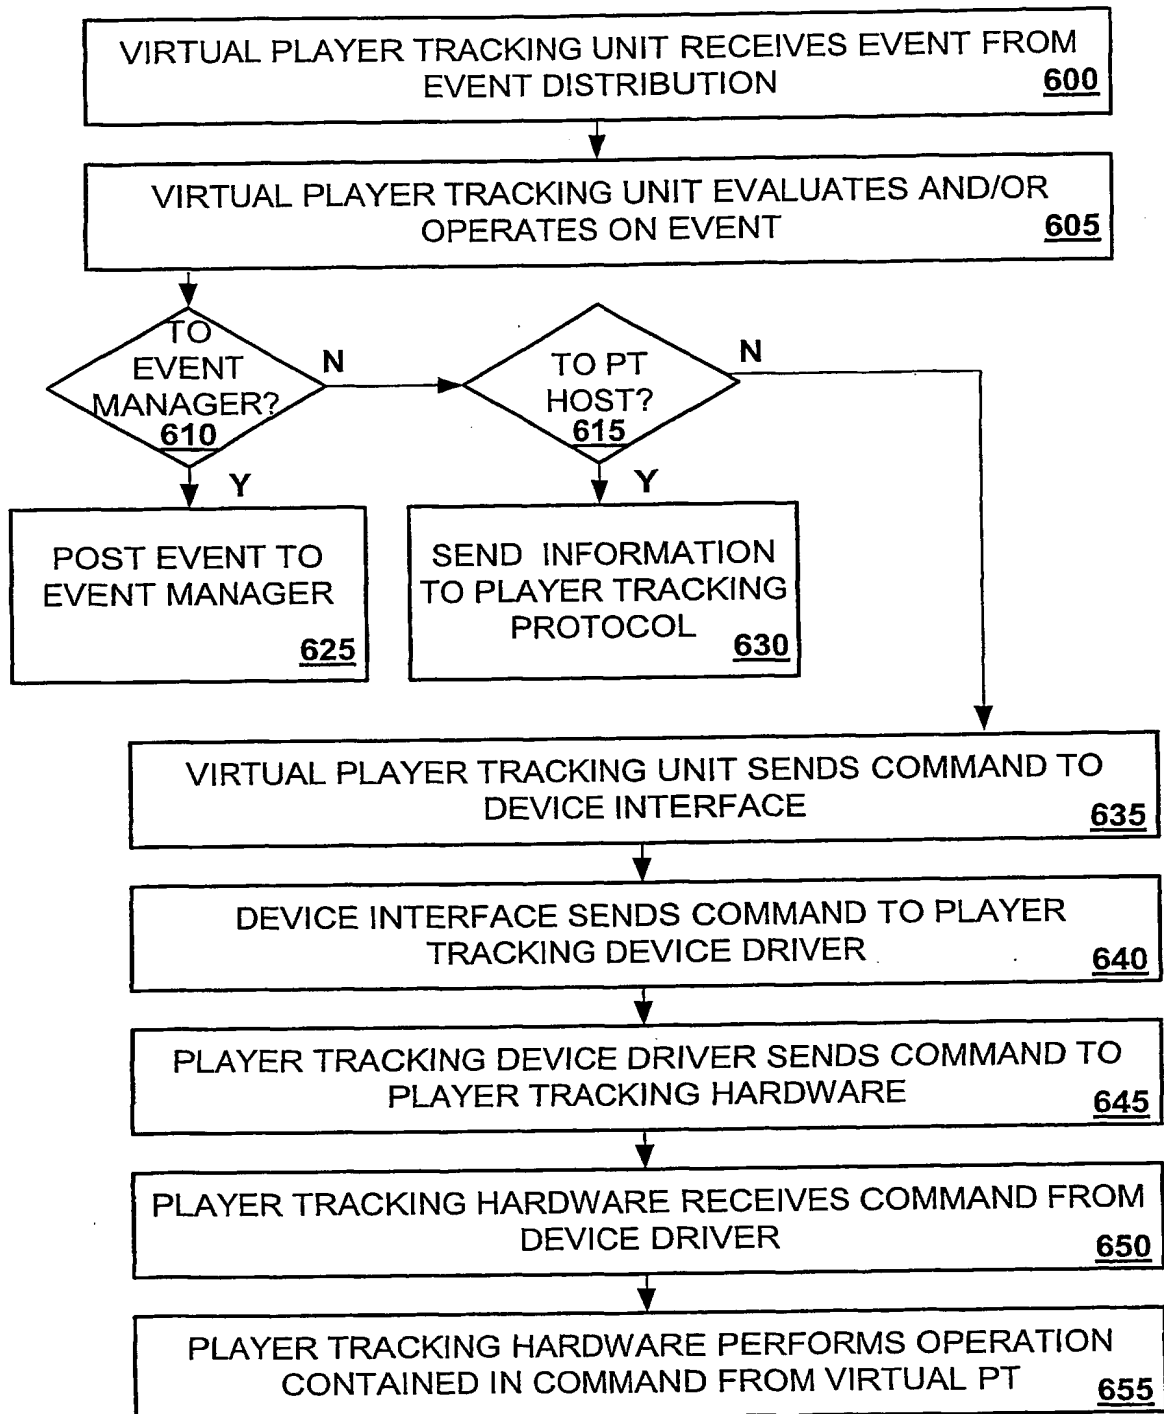 VIRTUAL PLAYER TRACKING UNIT RECEIVES EVENT FROM
EVENT DISTRIBUTION
600
VIRTUAL PLAYER TRACKING UNIT EVALUATES AND/OR
OPERATES ON EVENT
605
TO
EVENT
MANAGER?
610
N
TO PT
HOST?
615
N
Y
Y
POST EVENT TO
EVENT MANAGER
625
SEND INFORMATION
TO PLAYER TRACKING
PROTOCOL
630
VIRTUAL PLAYER TRACKING UNIT SENDS COMMAND TO
DEVICE INTERFACE
635
DEVICE INTERFACE SENDS COMMAND TO PLAYER
TRACKING DEVICE DRIVER
640
PLAYER TRACKING DEVICE DRIVER SENDS COMMAND TO
PLAYER TRACKING HARDWARE
645
PLAYER TRACKING HARDWARE RECEIVES COMMAND FROM
DEVICE DRIVER
650
PLAYER TRACKING HARDWARE PERFORMS OPERATION
CONTAINED IN COMMAND FROM VIRTUAL PT
655